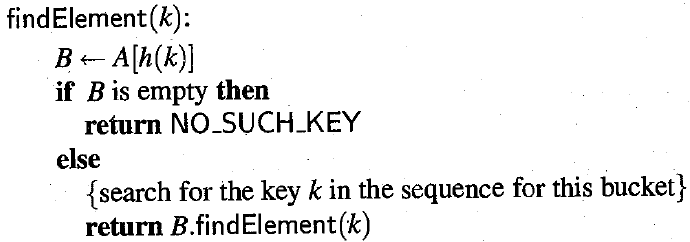 findElement(k):
B ← A[h(k)]
if B is empty then
return NO_SUCH_KEY
else
{search for the key k in the sequence for this bucket}
return B.findElement(k)